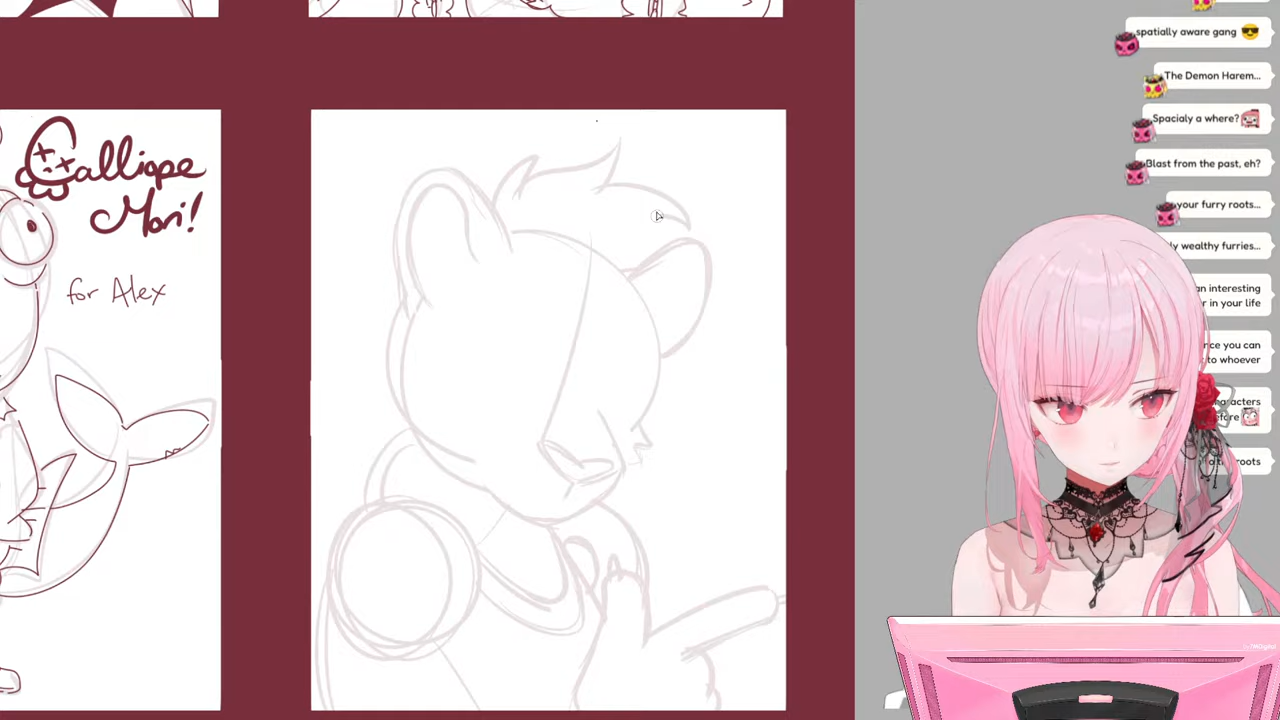 Calliope
Mori!
for Alex
spatially aware gang
The Demon Harem...
Spacialy a where?
Blast from the past, eh?
your furry roots...
wealthy furries...
an interesting
in your life
you can
to whoever
roots